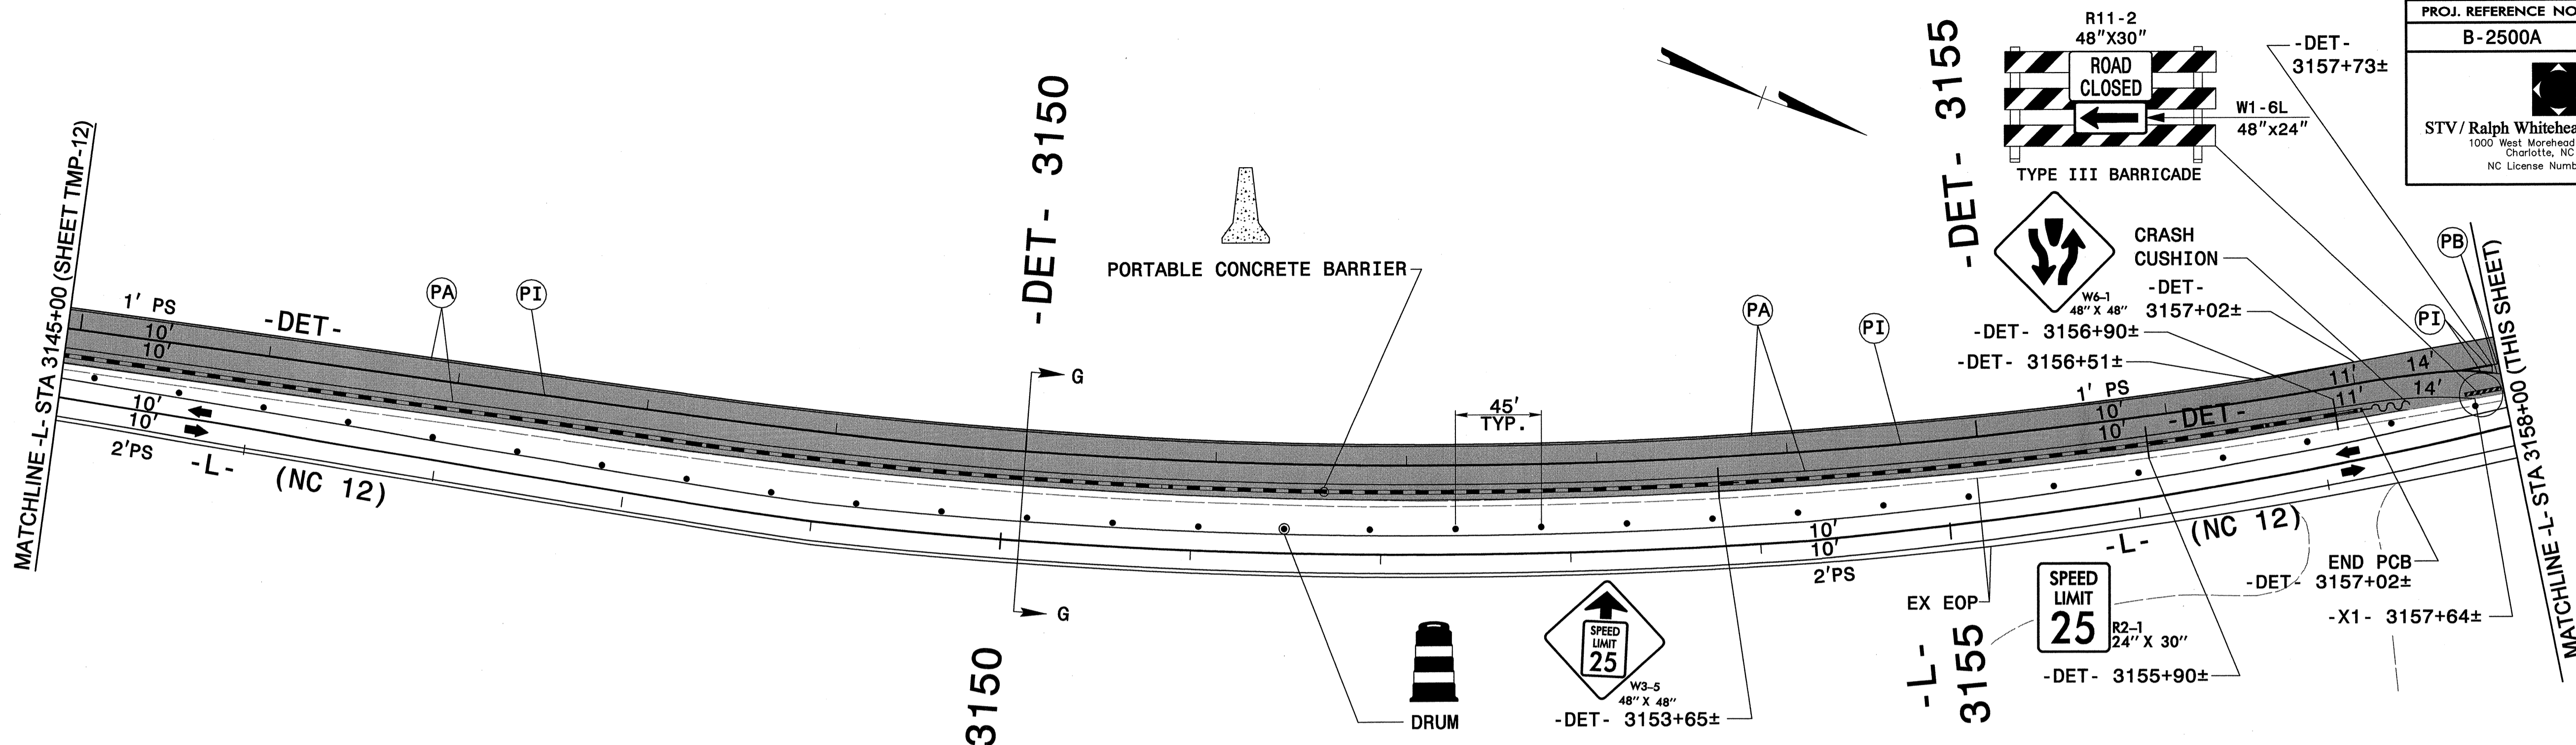 PROJ. REFERENCE NO
B-2500A
STV / Ralph Whitehea
1000 West Morehead
Charlotte, NC
NC License Numb
R11-2
48"X30"
ROAD
CLOSED
W1-6L
48"x24"
TYPE III BARRICADE
-DET-
3157+73±
-DET- 3150
-DET- 3155
MATCHLINE -L- STA 3145+00 (SHEET TMP-12)
PORTABLE CONCRETE BARRIER
W6-1
48" X 48"
CRASH
CUSHION
-DET-
3157+02±
-DET- 3156+90±
-DET- 3156+51±
PB
PI
PA
PI
PA
PI
1' PS
10'
10'
-DET-
10'
10'
2'PS
-L-
(NC 12)
G
G
45'
TYP.
1' PS
10'
10'
-DET-
11'
11'
14'
14'
10'
10'
2'PS
-L-
(NC 12)
MATCHLINE -L- STA 3158+00 (THIS SHEET)
EX EOP
END PCB
-DET- 3157+02±
-X1- 3157+64±
SPEED
LIMIT
25
R2-1
24" X 30"
-DET- 3155+90±
SPEED
LIMIT
25
W3-5
48" X 48"
-DET- 3153+65±
DRUM
3150
-L-
3155